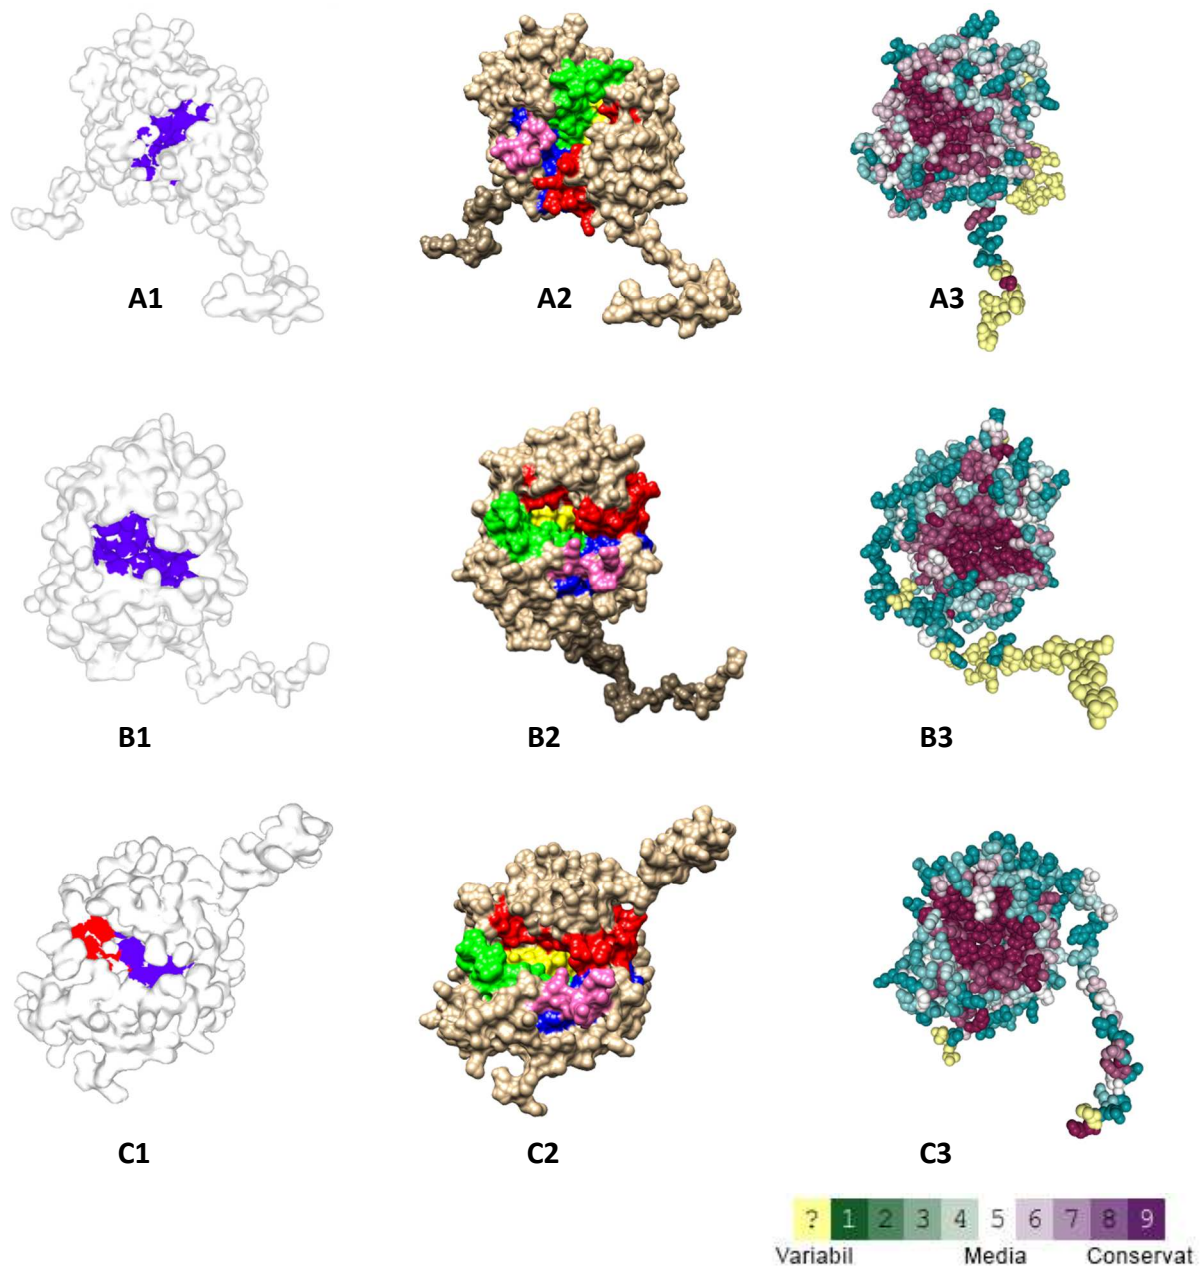 A1 A2 A3
B1 B2 B3
C1 C2 C3
? 1 2 3 4 5 6 7 8 9
Variabil Media Conservat